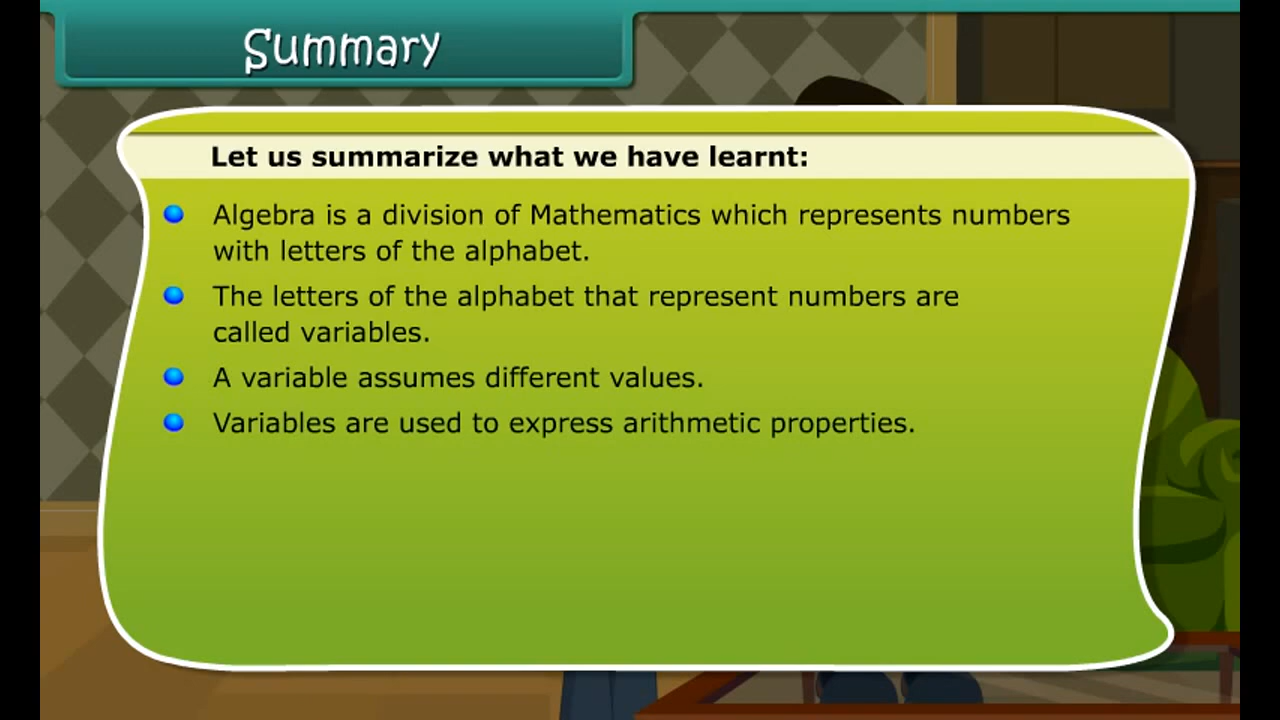 Summary
Let us summarize what we have learnt:
Algebra is a division of Mathematics which represents numbers
with letters of the alphabet.
The letters of the alphabet that represent numbers are
called variables.
A variable assumes different values.
Variables are used to express arithmetic properties.